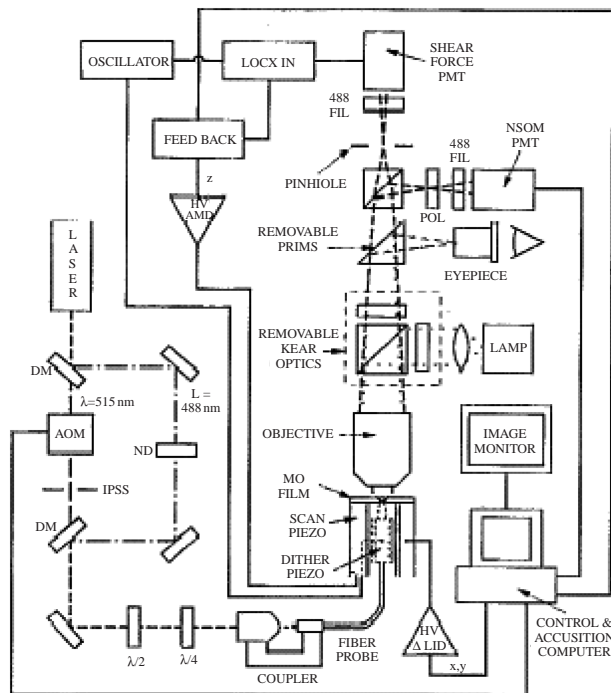 OSCILLATOR
LOCX IN
SHEAR
FORCE
PMT
488
FIL
FEED BACK
z
HV
AMD
PINHOLE
488
FIL
NSOM
PMT
POL
REMOVABLE
PRIMS
EYEPIECE
LASER
REMOVABLE
KEAR
OPTICS
LAMP
DM
λ=515 nm
L =
488 nm
AOM
ND
OBJECTIVE
IMAGE
MONITOR
IPSS
MO
FILM
SCAN
PIEZO
DM
DITHER
PIEZO
HV
Δ LID
x,y
CONTROL &
ACCUSITION
COMPUTER
FIBER
PROBE
λ/2
λ/4
COUPLER